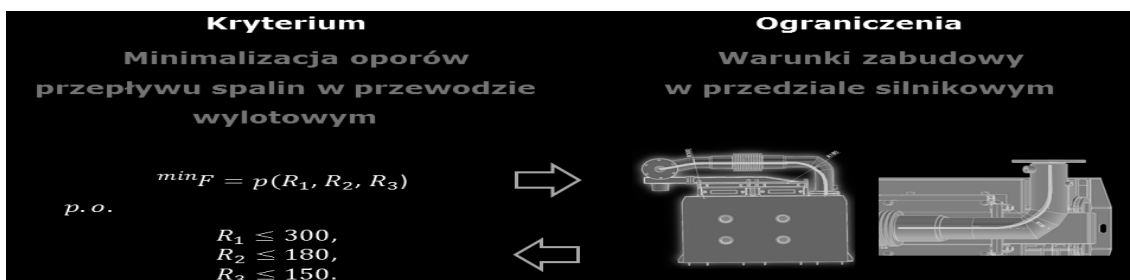 Kryterium
Minimalizacja oporów
przepływu spalin w przewodzie
wylotowym
minF = p(R1, R2, R3)
p.o.
R1 ≤ 300,
R2 ≤ 180,
R3 ≤ 150.
Ograniczenia
Warunki zabudowy
w przedziale silnikowym